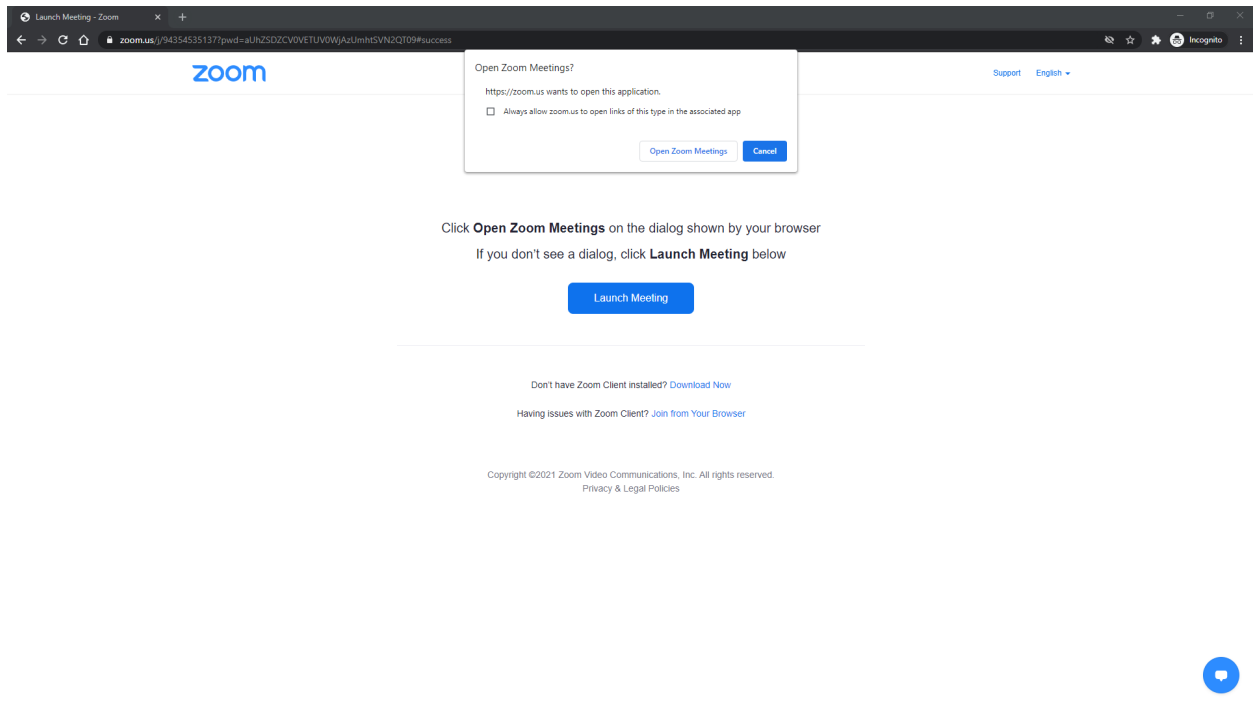 Launch Meeting - Zoom
zoom.us/j/94354535137?pwd=aUhZSDZCV0VETUV0WjAzUmhtSVN2QT09#success
Incognito
zoom
Support English
Open Zoom Meetings?
https://zoom.us wants to open this application.
Always allow zoom.us to open links of this type in the associated app
Open Zoom Meetings Cancel
Click Open Zoom Meetings on the dialog shown by your browser
If you don't see a dialog, click Launch Meeting below
Launch Meeting
Don't have Zoom Client installed? Download Now
Having issues with Zoom Client? Join from Your Browser
Copyright ©2021 Zoom Video Communications, Inc. All rights reserved.
Privacy & Legal Policies